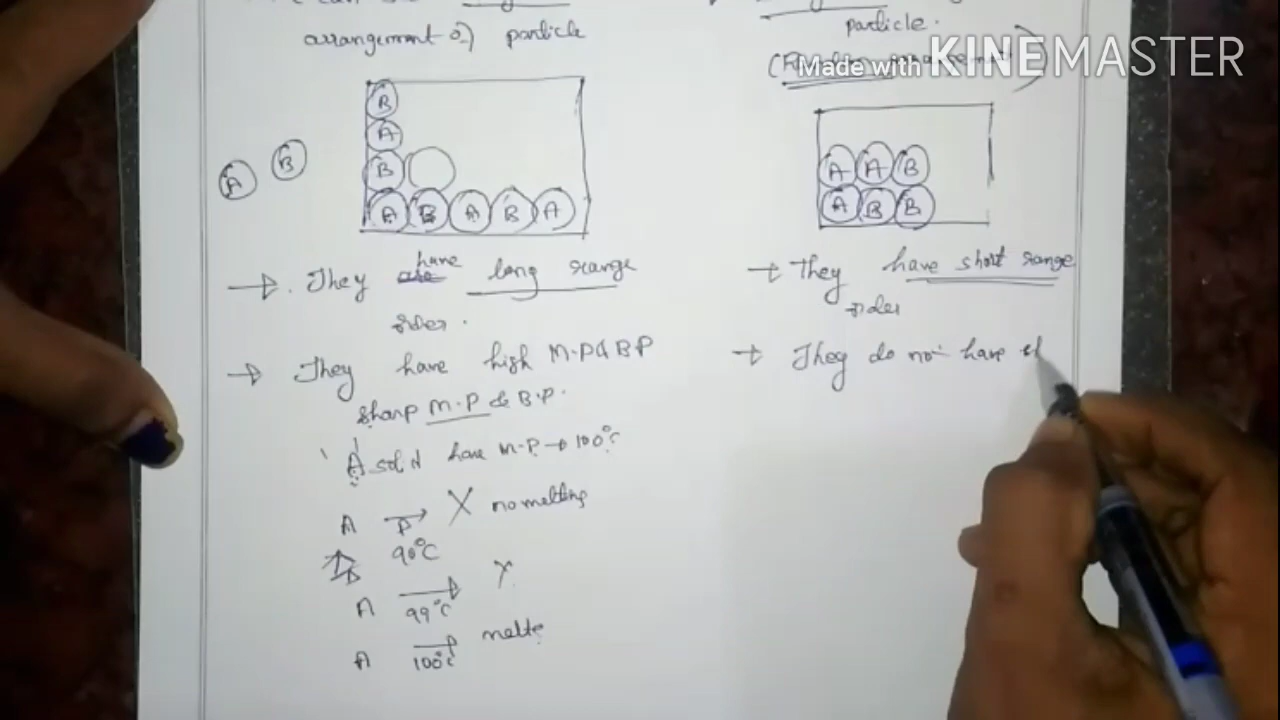 arrangement of particle
B
A
B
A B A B A
A B
→ They have long range
order.
→ They have high M.P & B.P
sharp M.P & B.P.
A solid have M.P → 100°C
A → X no melting
90°C
A → X
99°C
A → melts
100°C
particle.
Made with KINEMASTER
A A B
A B B
→ They have short range
order
→ They do not have